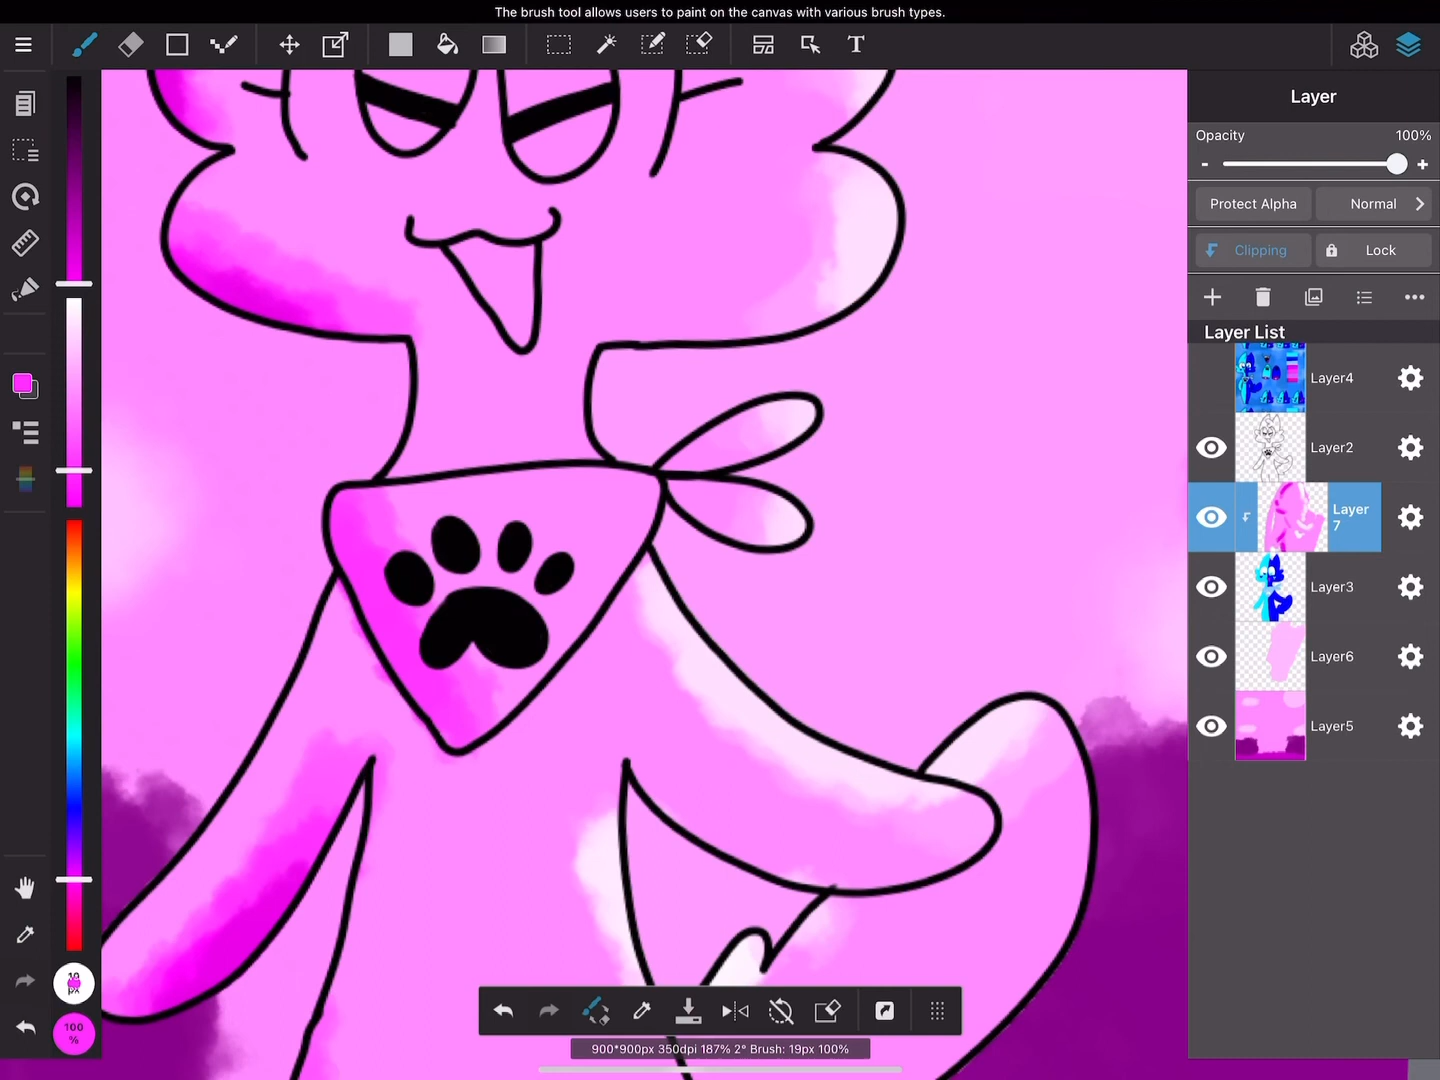 The brush tool allows users to paint on the canvas with various brush types.
T
Layer
Opacity 100%
- +
Protect Alpha Normal
Clipping Lock
Layer List
Layer4
Layer2
Layer
7
Layer3
Layer6
Layer5
px
100
%
900*900px 350dpi 187% 2° Brush: 19px 100%